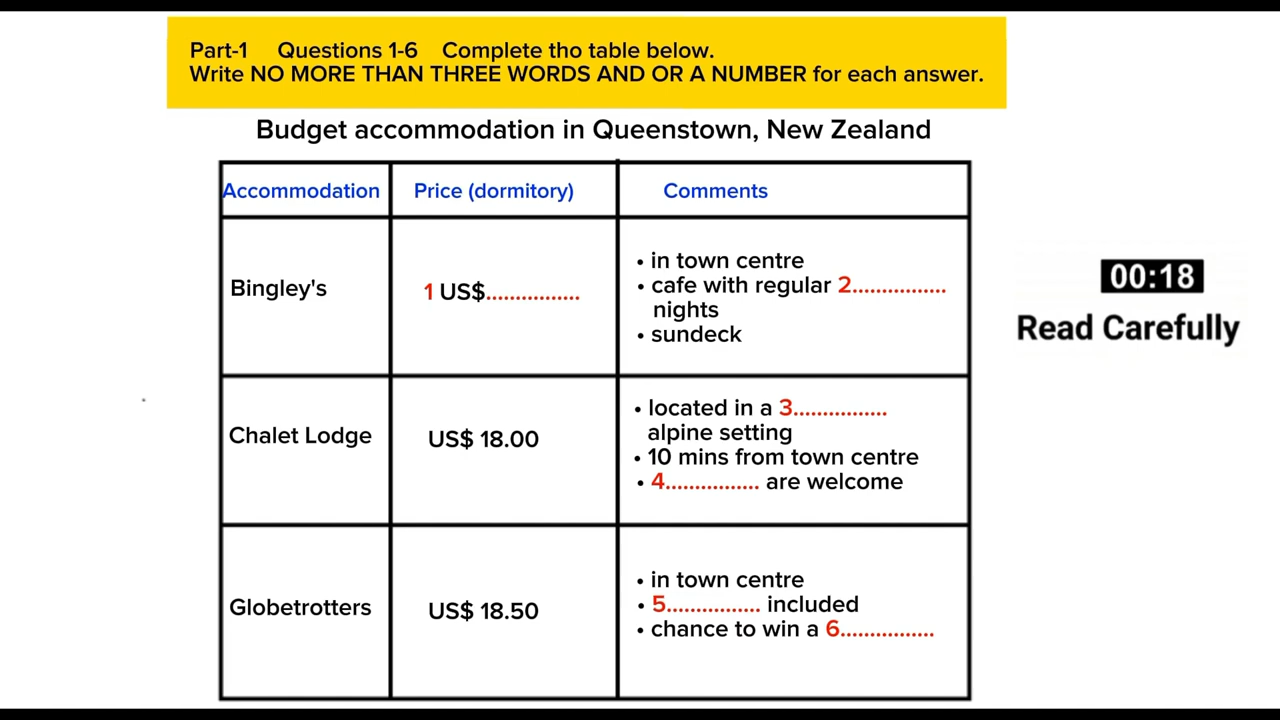 Part-1 Questions 1-6 Complete tho table below.
Write NO MORE THAN THREE WORDS AND OR A NUMBER for each answer.
Budget accommodation in Queenstown, New Zealand
Accommodation Price (dormitory) Comments
Bingley's
1 US$................
• in town centre
• cafe with regular 2................
nights
• sundeck
00:18
Read Carefully
Chalet Lodge
US$ 18.00
• located in a 3................
alpine setting
• 10 mins from town centre
• 4................ are welcome
Globetrotters
US$ 18.50
• in town centre
• 5................ included
• chance to win a 6................